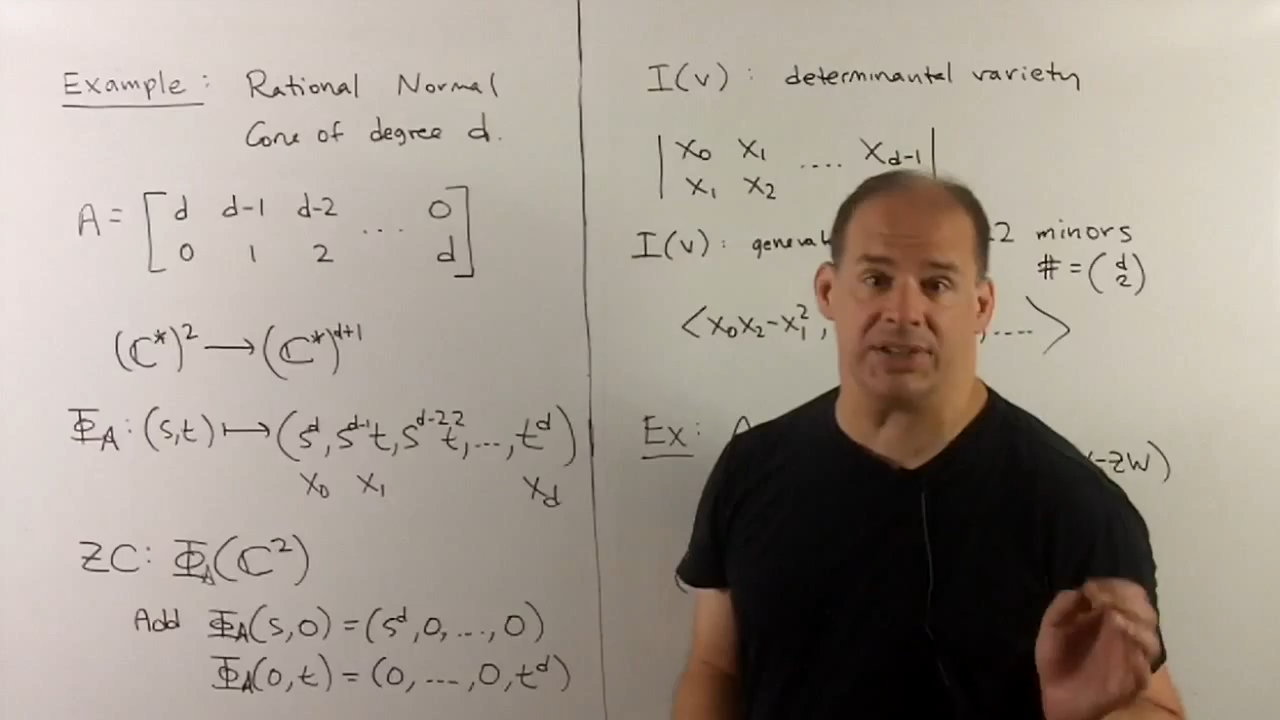 Example: Rational Normal
Cone of degree d.
A = [ d d-1 d-2 ... 0
0 1 2 d ]
(ℂ*)² → (ℂ*)^{d+1}
Φ_A: (s,t) ↦ (s^d, s^{d-1}t, s^{d-2}t², ..., t^d)
X₀ X₁ X_d
ZC: Φ_A(ℂ²)
Add Φ_A(s,0) = (s^d, 0, ..., 0)
Φ_A(0,t) = (0, ..., 0, t^d)
I(V): determinantal variety
| X₀ X₁ .... X_{d-1} |
X₁ X₂
I(V): 2 minors
# = (d 2)
<X₀X₂-X₁², , ....>
Ex:
-ZW)